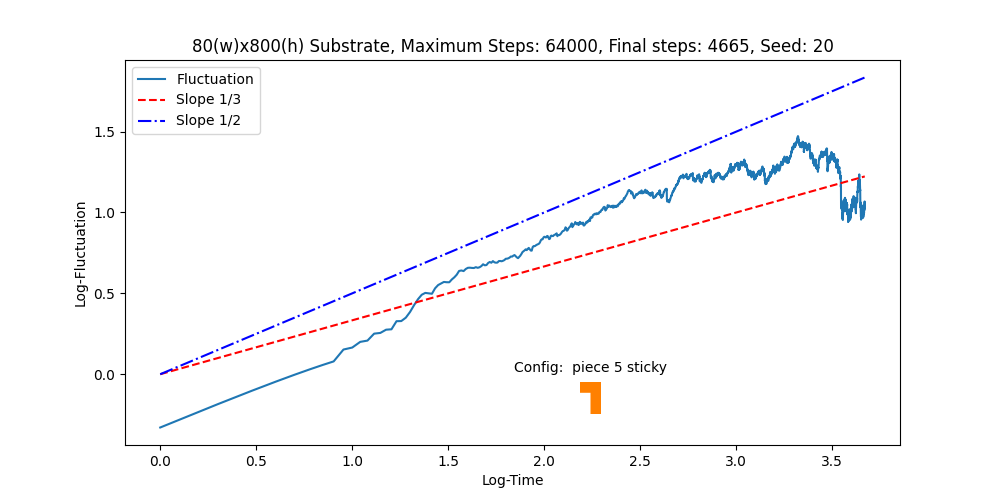 80(w)x800(h) Substrate, Maximum Steps: 64000, Final steps: 4665, Seed: 20
Fluctuation
Slope 1/3
Slope 1/2
1.5
1.0
0.5
0.0
Log-Fluctuation
Config:  piece 5 sticky
0.0 0.5 1.0 1.5 2.0 2.5 3.0 3.5
Log-Time